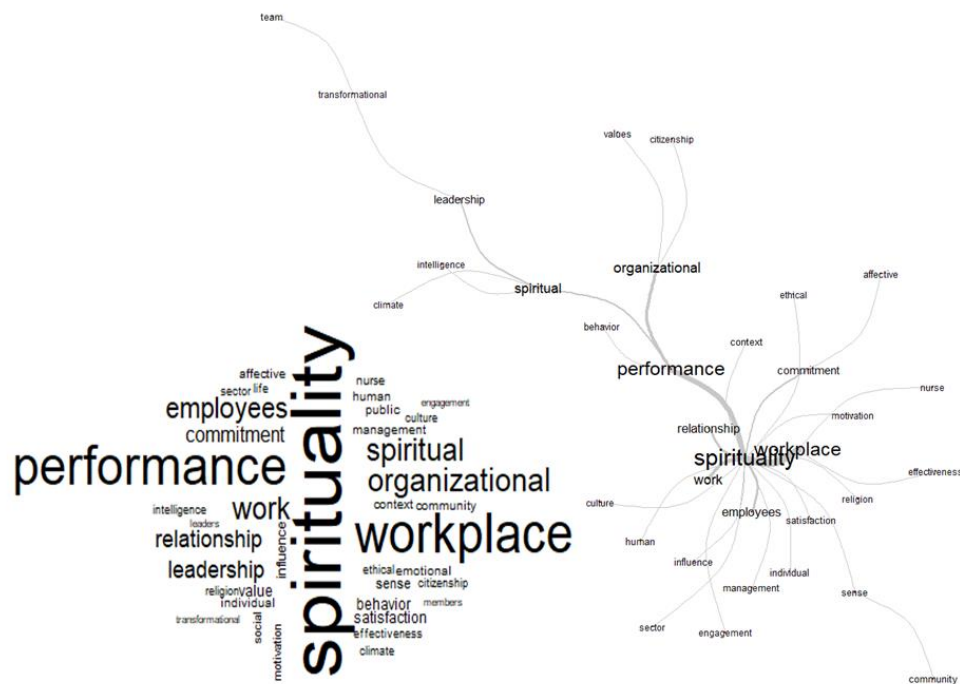 team
transformational
values
citizenship
leadership
intelligence
organizational
spiritual
climate
affective
ethical
behavior
context
performance
commitment
nurse
motivation
relationship
workplace
spirituality
work
effectiveness
religion
culture
employees
satisfaction
human
influence
individual
management
sense
sector
engagement
community
spirituality
affective
sector life
employees
commitment
performance
intelligence
work
leaders
relationship
influence
leadership
religion value
individual
transformational
social
motivation
nurse
human
engagement
public
culture
management
spiritual
organizational
context community
workplace
ethical emotional
sense citizenship
behavior members
satisfaction
effectiveness
climate